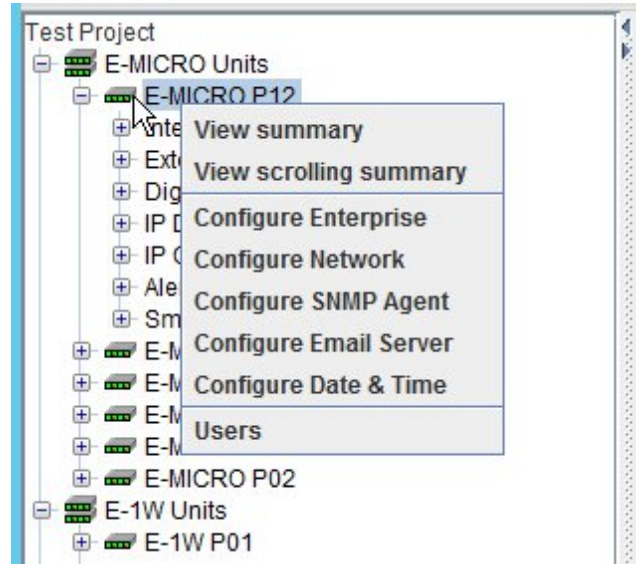 Test Project
E-MICRO Units
E-MICRO P12
View summary
View scrolling summary
Configure Enterprise
Configure Network
Configure SNMP Agent
Configure Email Server
Configure Date & Time
Users
E-MICRO P02
E-1W Units
E-1W P01